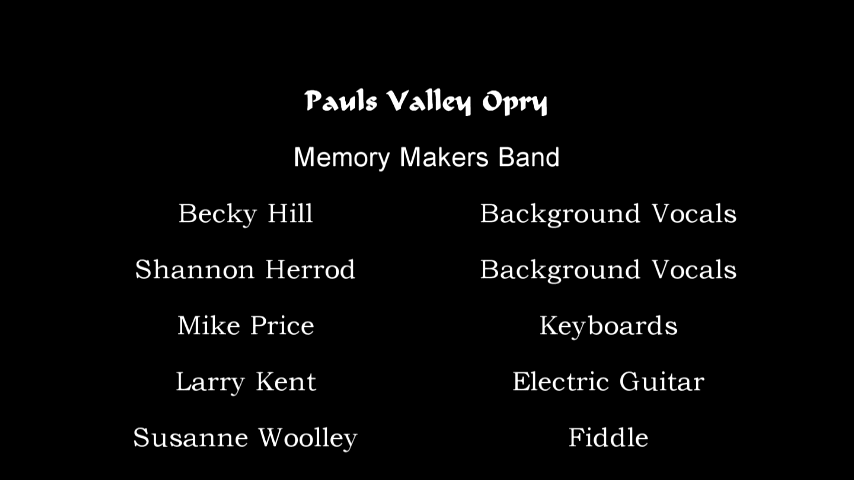 Pauls Valley Opry
Memory Makers Band
Becky Hill Background Vocals
Shannon Herrod Background Vocals
Mike Price Keyboards
Larry Kent Electric Guitar
Susanne Woolley Fiddle